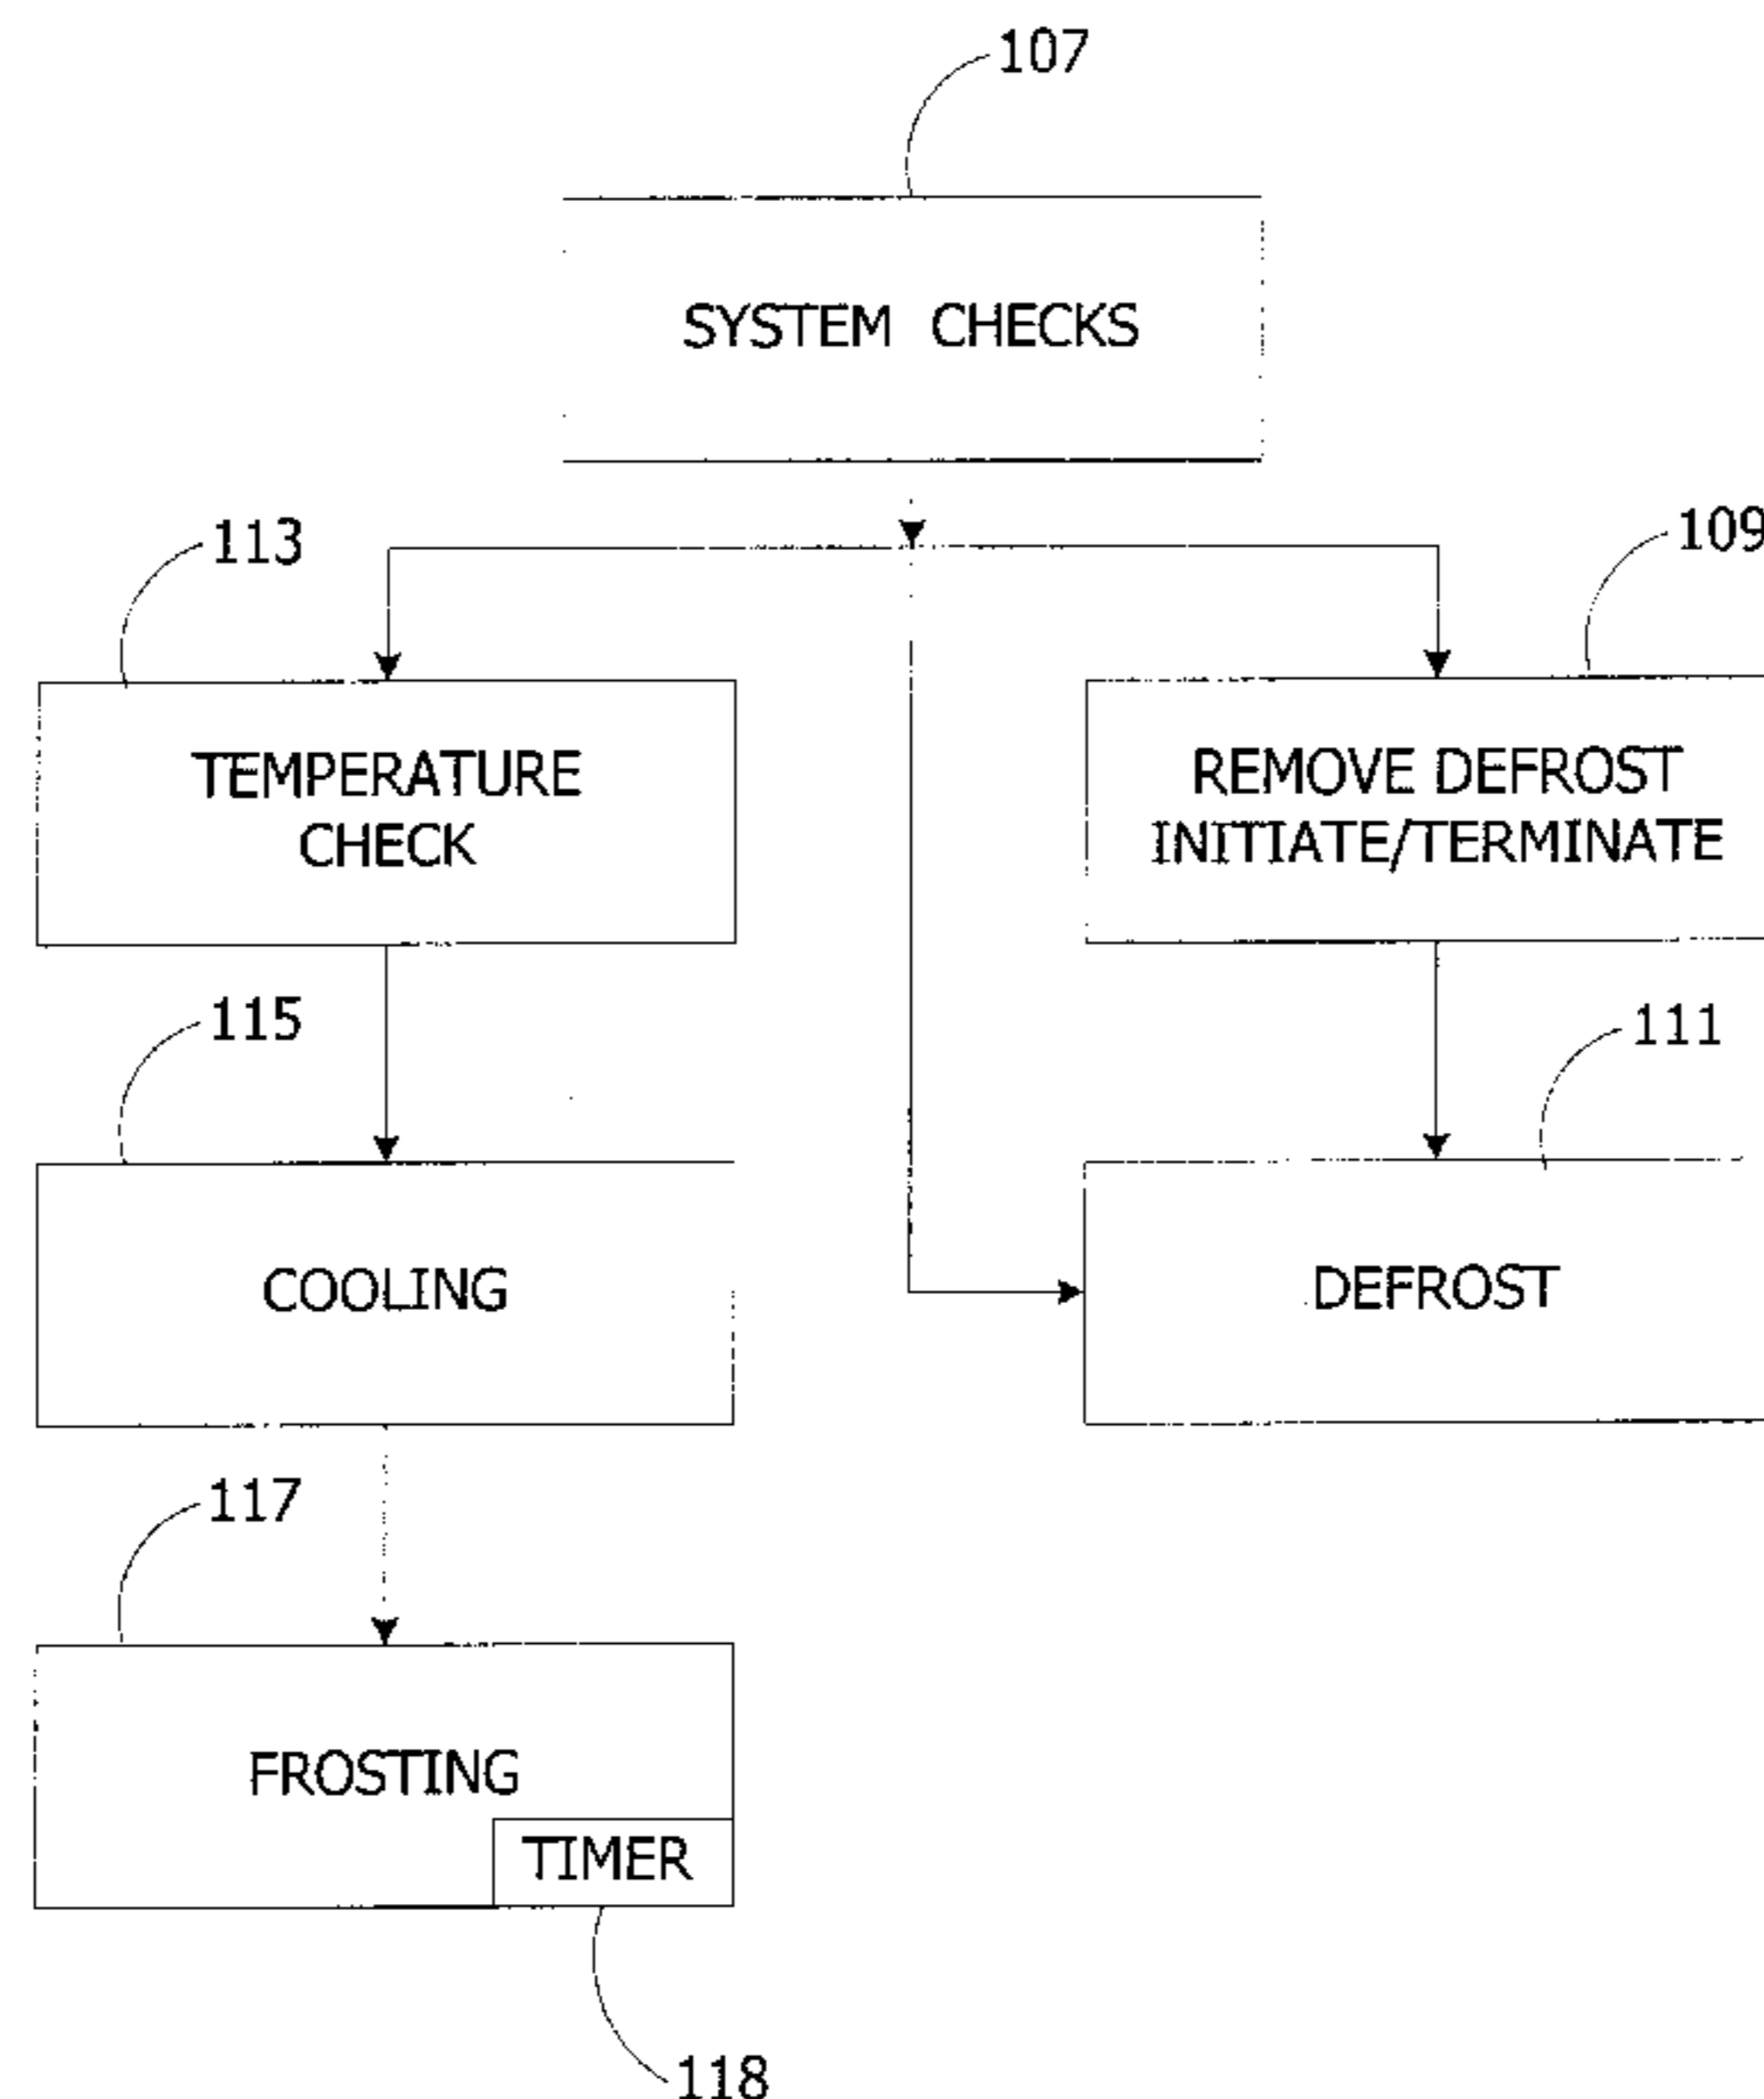 107
SYSTEM CHECKS
113
109
TEMPERATURE
CHECK
REMOVE DEFROST
INITIATE/TERMINATE
115
111
COOLING
DEFROST
117
FROSTING
TIMER
118